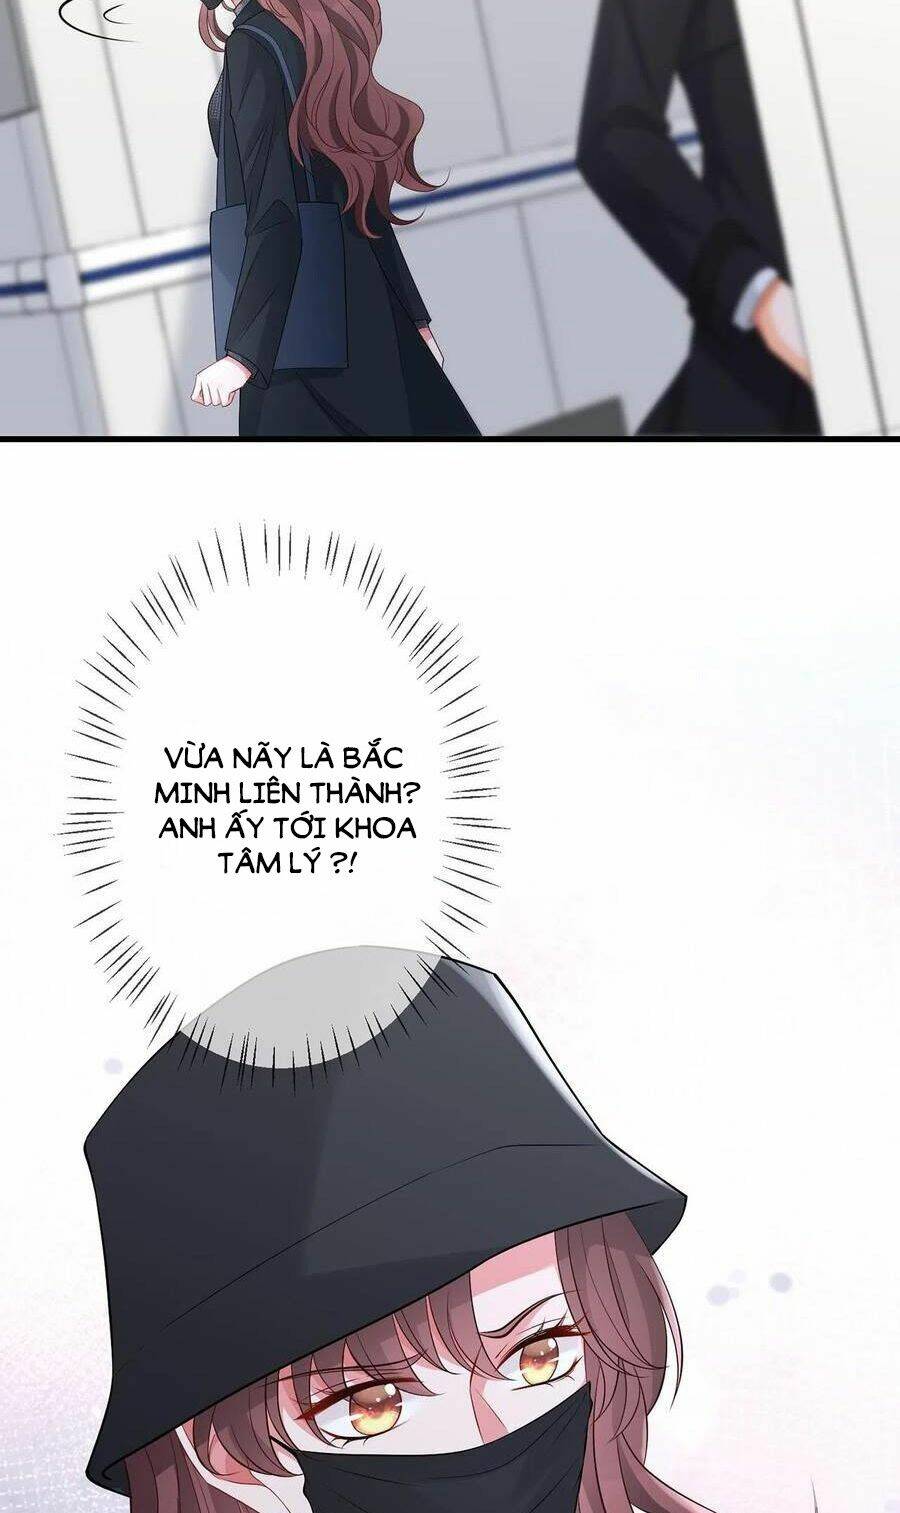 VỪA NÃY LÀ BẮC
MINH LIÊN THÀNH?
ANH ẤY TỚI KHOA
TÂM LÝ ?!